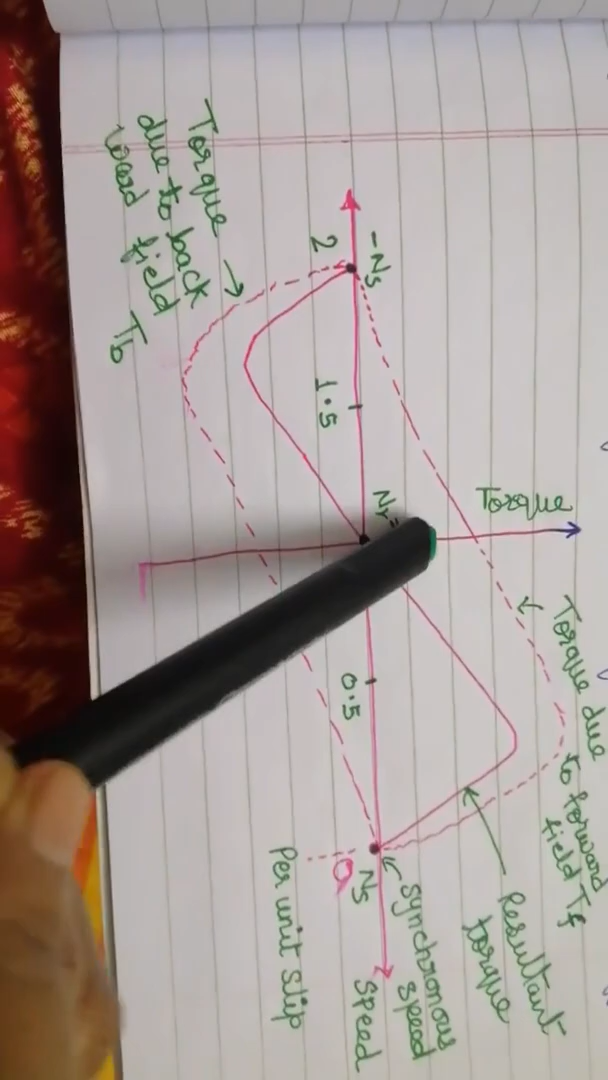 Torque
Torque due
to forward
field Tf
Resultant
torque
-Ns
Nr=
Ns
Synchronous
speed
Speed
2
1.5
0.5
0
Per unit slip
Torque
due to back
ward field
Tb